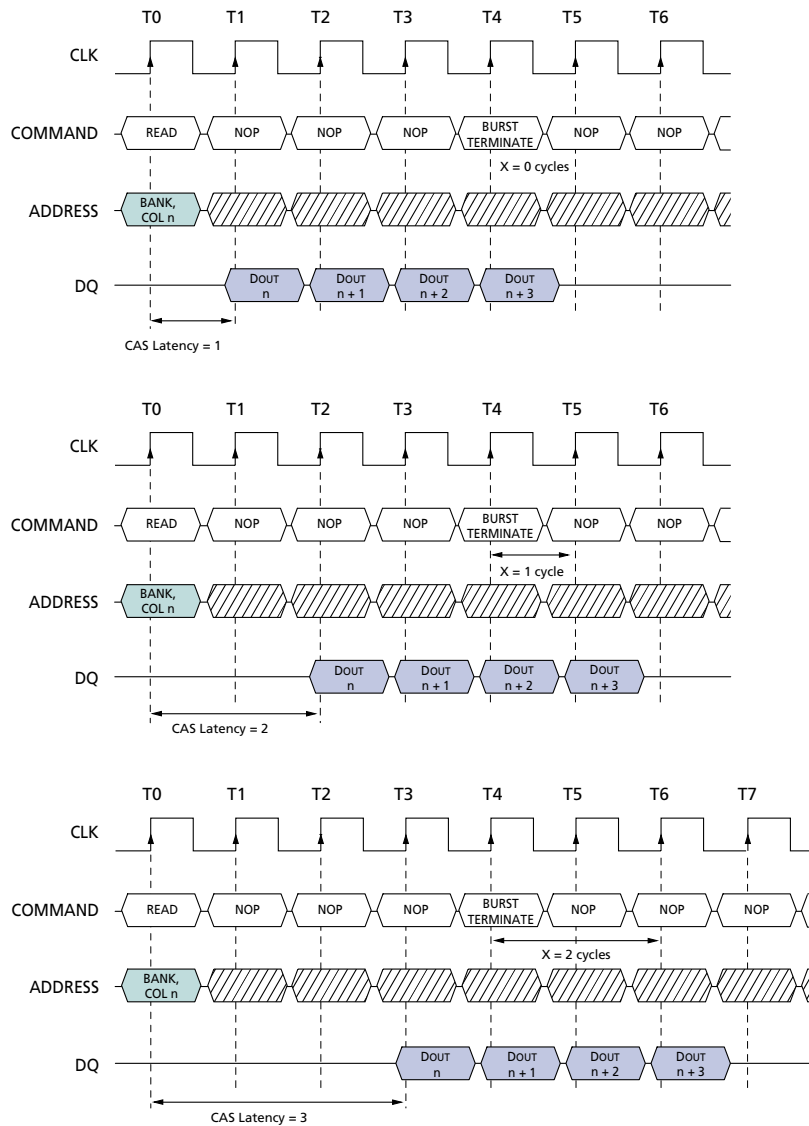 T0 T1 T2 T3 T4 T5 T6
CLK
COMMAND READ NOP NOP NOP BURST TERMINATE NOP NOP
X = 0 cycles
ADDRESS BANK, COL n
DQ DOUT n DOUT n + 1 DOUT n + 2 DOUT n + 3
CAS Latency = 1
T0 T1 T2 T3 T4 T5 T6
CLK
COMMAND READ NOP NOP NOP BURST TERMINATE NOP NOP
X = 1 cycle
ADDRESS BANK, COL n
DQ DOUT n DOUT n + 1 DOUT n + 2 DOUT n + 3
CAS Latency = 2
T0 T1 T2 T3 T4 T5 T6 T7
CLK
COMMAND READ NOP NOP NOP BURST TERMINATE NOP NOP NOP
X = 2 cycles
ADDRESS BANK, COL n
DQ DOUT n DOUT n + 1 DOUT n + 2 DOUT n + 3
CAS Latency = 3